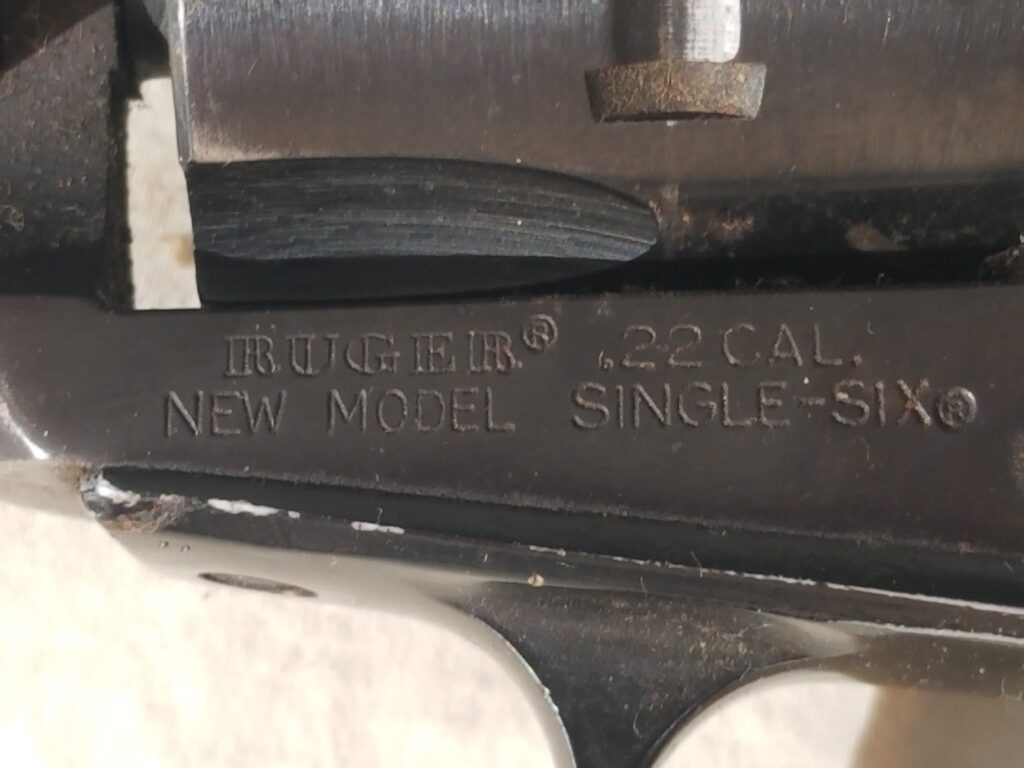 RUGER® .22 CAL.
NEW MODEL SINGLE-SIX®